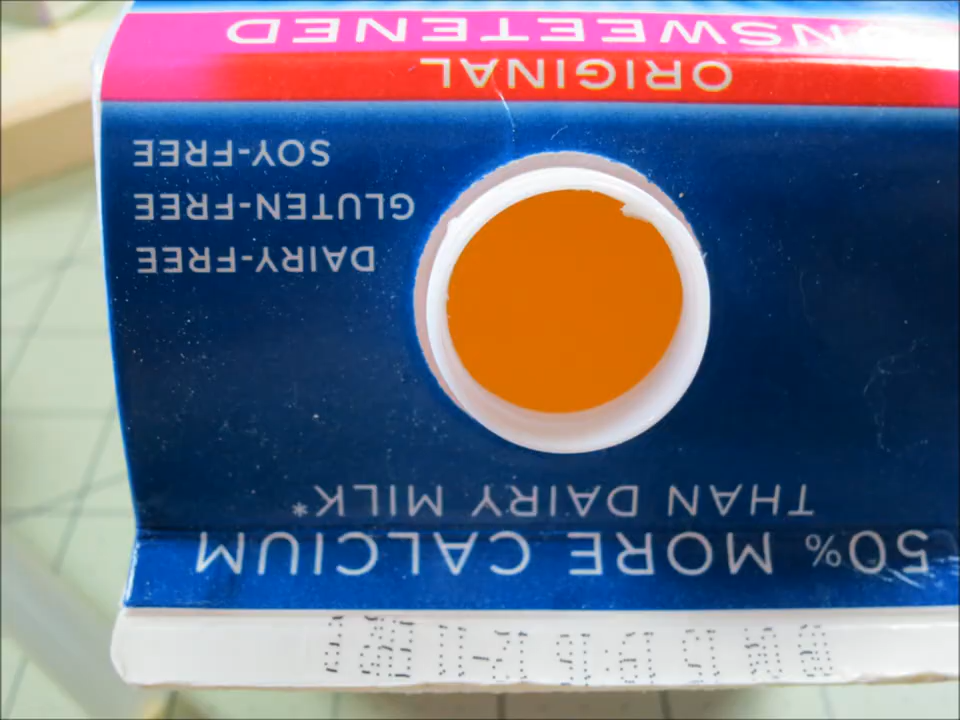 50% MORE CALCIUM
THAN DAIRY MILK*
DAIRY-FREE
GLUTEN-FREE
SOY-FREE
ORIGINAL
UNSWEETENED